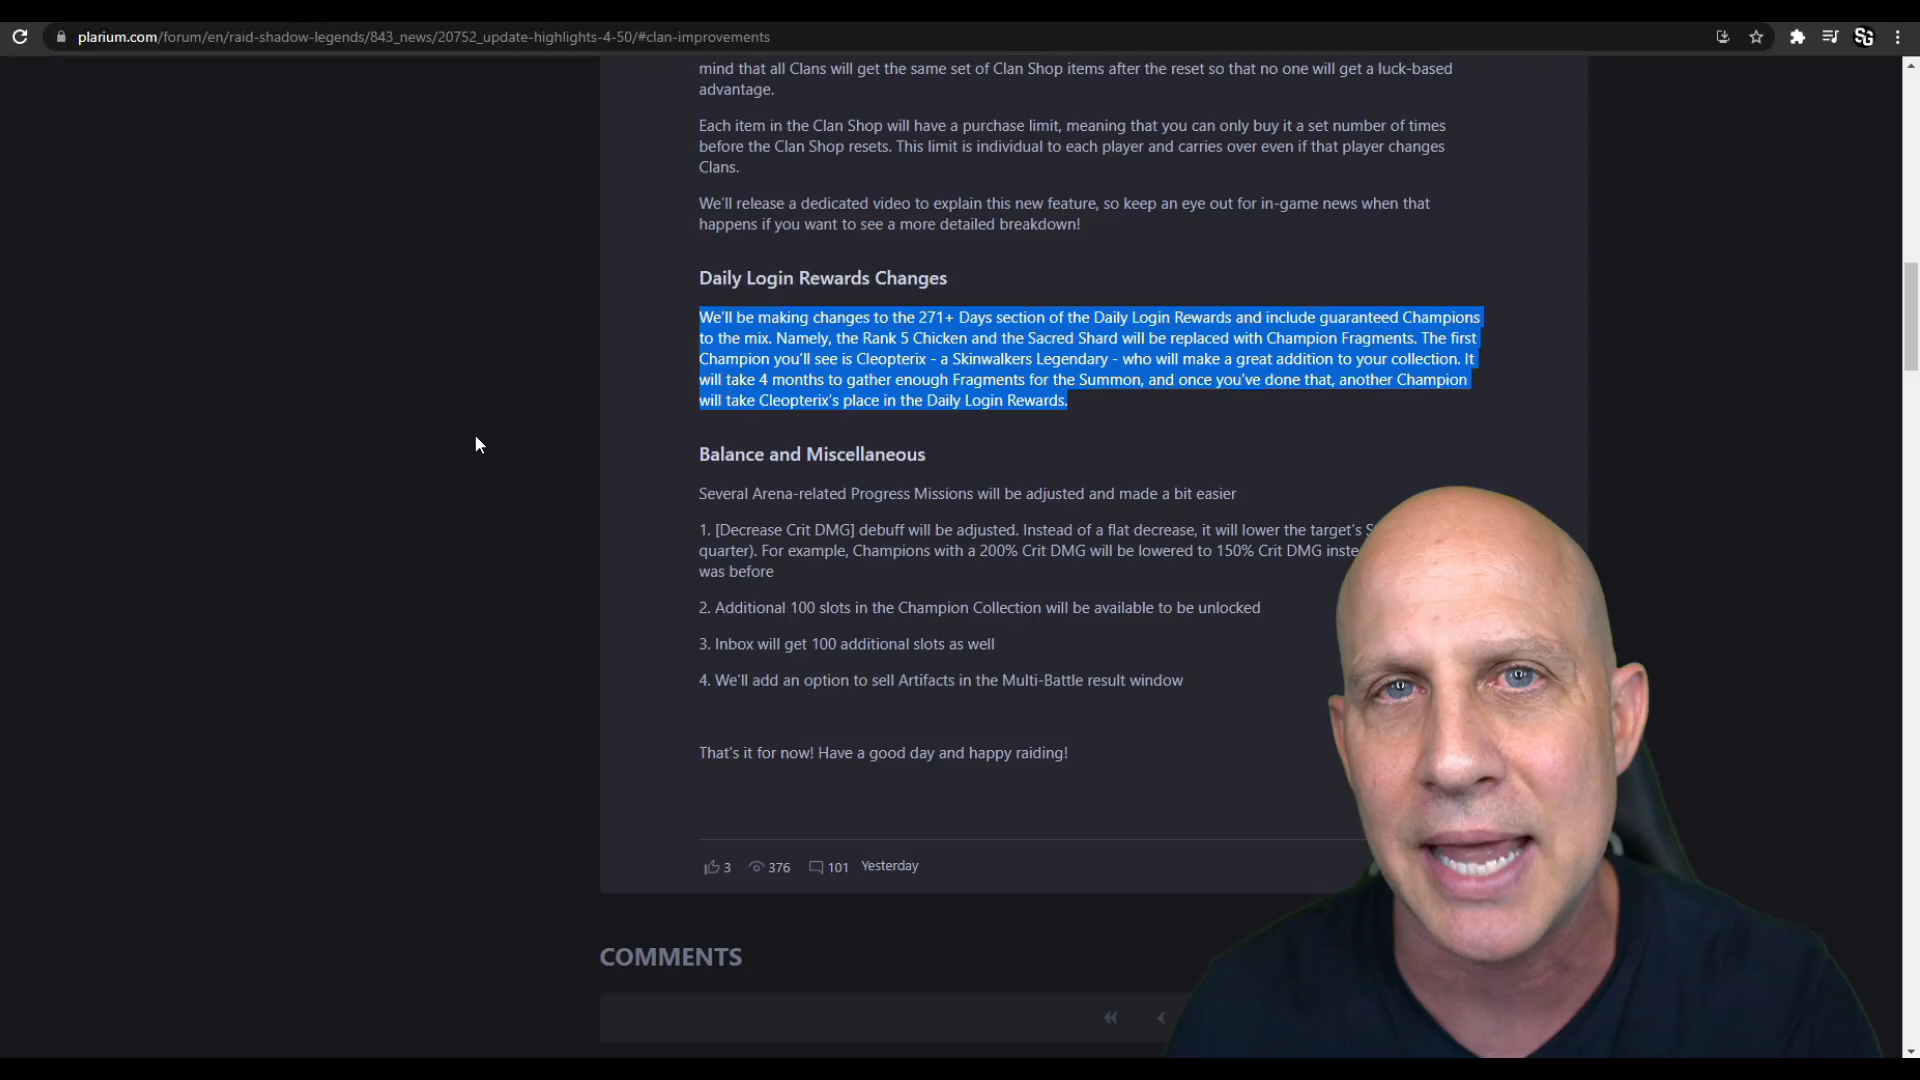 plarium.com/forum/en/raid-shadow-legends/843_news/20752_update-highlights-4-50/#clan-improvements
SG
mind that all Clans will get the same set of Clan Shop items after the reset so that no one will get a luck-based
advantage.
Each item in the Clan Shop will have a purchase limit, meaning that you can only buy it a set number of times
before the Clan Shop resets. This limit is individual to each player and carries over even if that player changes
Clans.
We'll release a dedicated video to explain this new feature, so keep an eye out for in-game news when that
happens if you want to see a more detailed breakdown!
Daily Login Rewards Changes
We'll be making changes to the 271+ Days section of the Daily Login Rewards and include guaranteed Champions
to the mix. Namely, the Rank 5 Chicken and the Sacred Shard will be replaced with Champion Fragments. The first
Champion you'll see is Cleopterix - a Skinwalkers Legendary - who will make a great addition to your collection. It
will take 4 months to gather enough Fragments for the Summon, and once you've done that, another Champion
will take Cleopterix's place in the Daily Login Rewards.
Balance and Miscellaneous
Several Arena-related Progress Missions will be adjusted and made a bit easier
1. [Decrease Crit DMG] debuff will be adjusted. Instead of a flat decrease, it will lower the target's
quarter). For example, Champions with a 200% Crit DMG will be lowered to 150% Crit DMG
was before
2. Additional 100 slots in the Champion Collection will be available to be unlocked
3. Inbox will get 100 additional slots as well
4. We'll add an option to sell Artifacts in the Multi-Battle result window
That's it for now! Have a good day and happy raiding!
3 376 101 Yesterday
COMMENTS